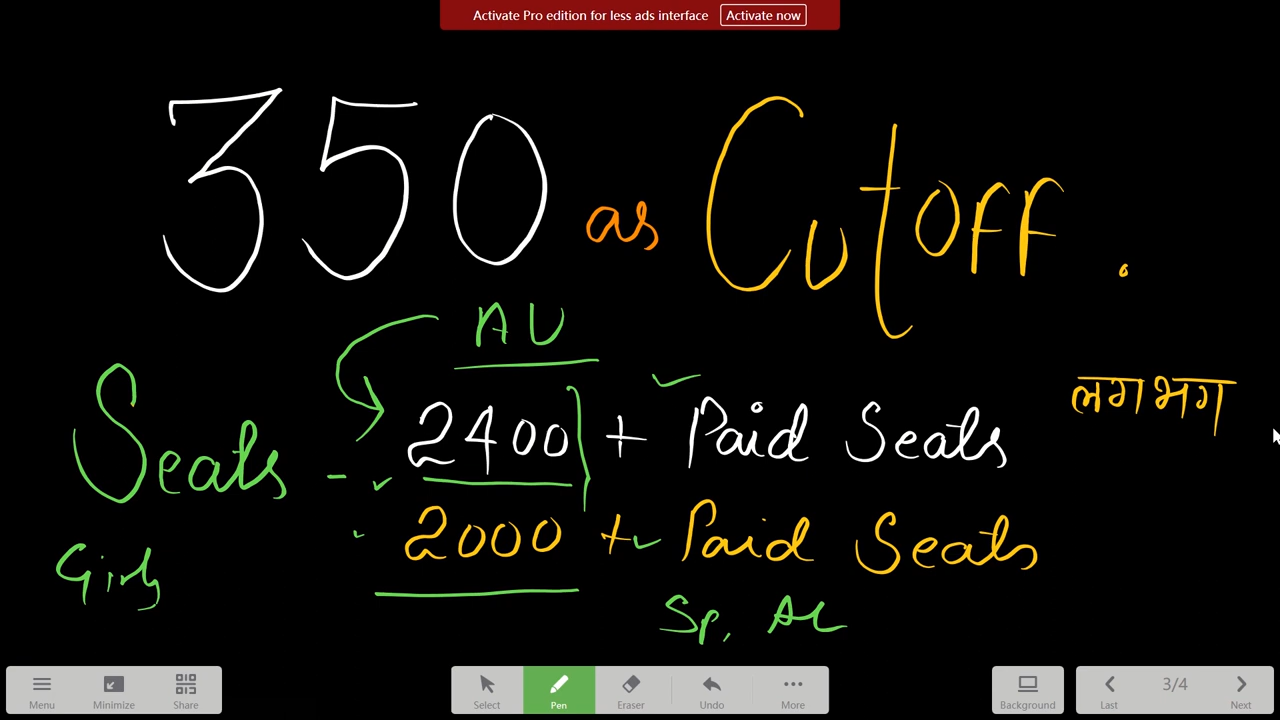 Activate Pro edition for less ads interface Activate now
350 as Cutoff .
AU
लगभग
Seats - 2400 + Paid Seats
2000 + Paid Seats
Girls
Sp,
Menu Minimize Share Select Pen Eraser Undo More Background Last 3/4 Next